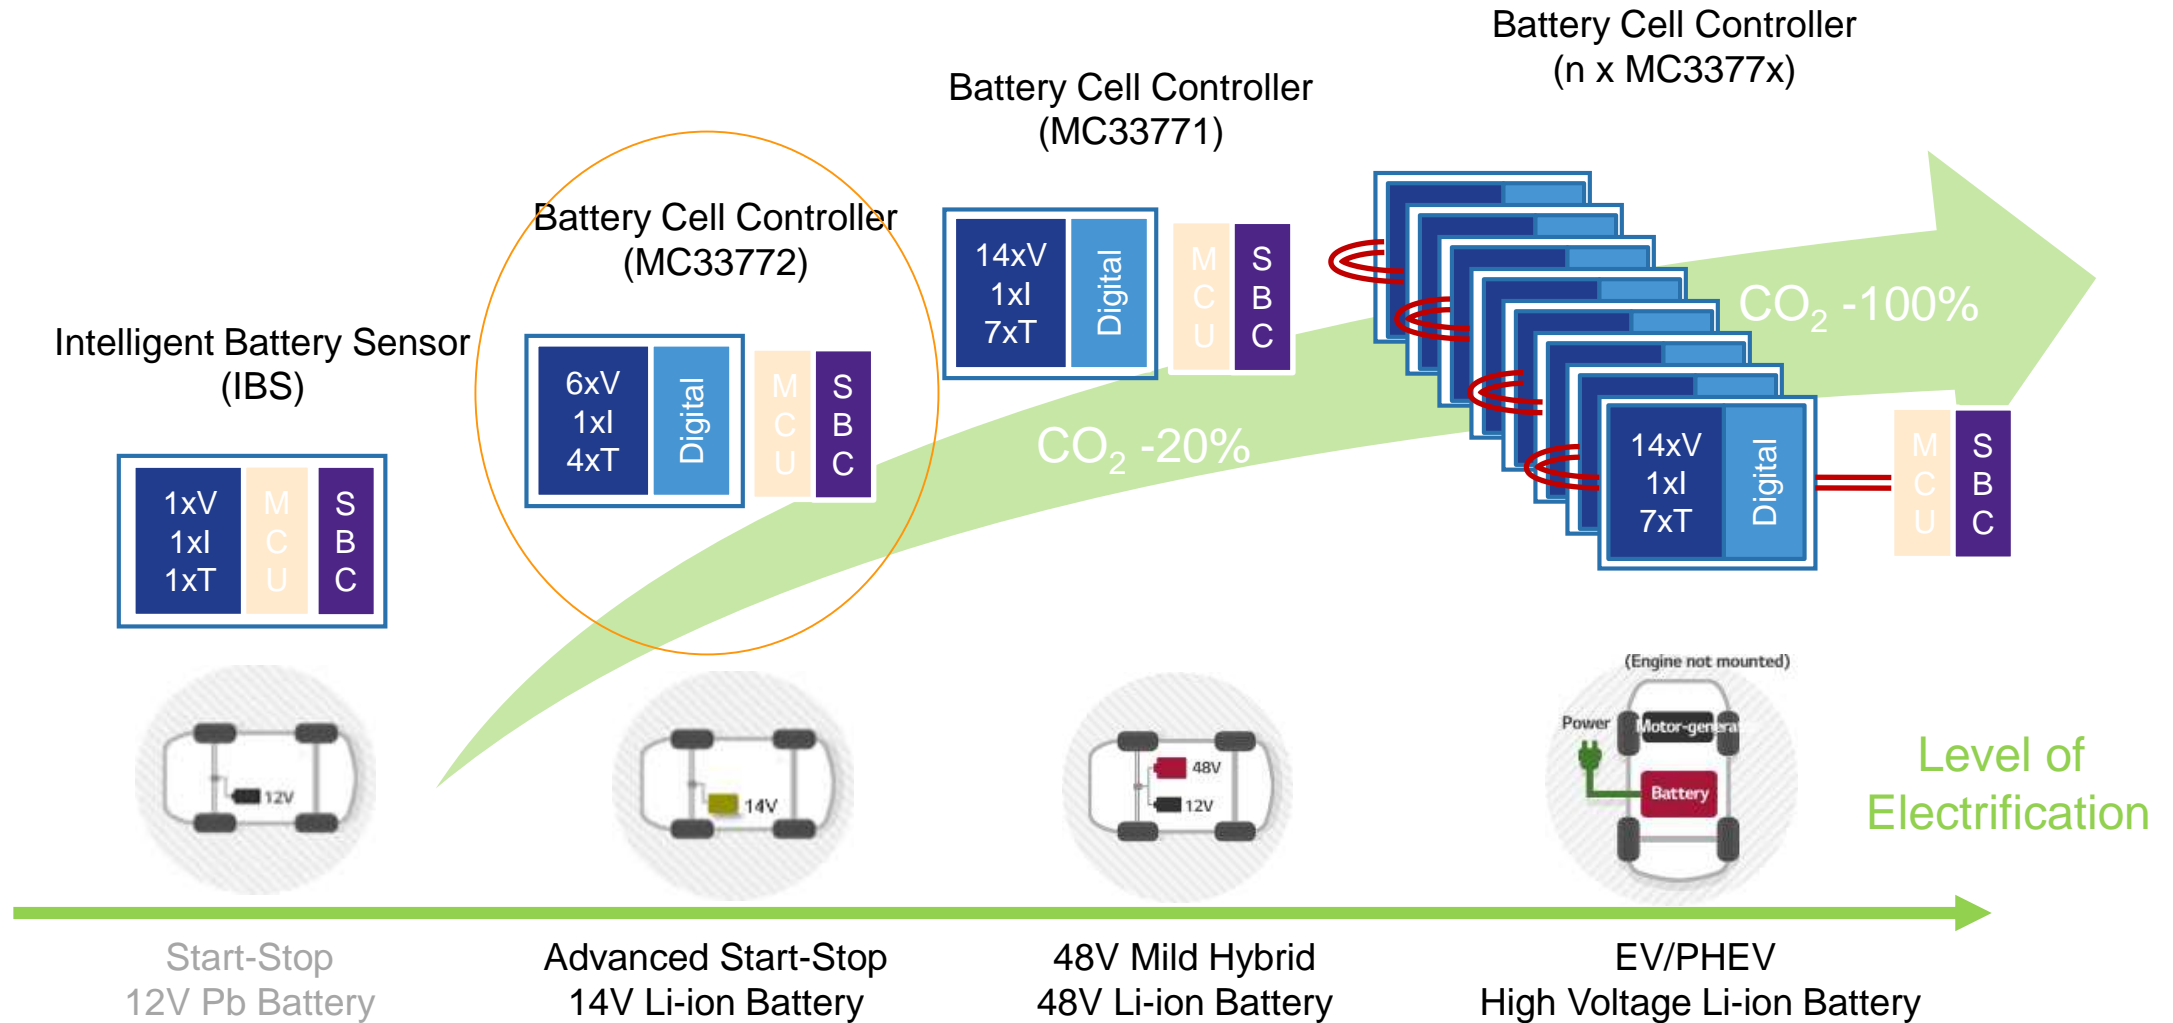 Battery Cell Controller
(n x MC3377x)
Battery Cell Controller
(MC33771)
Battery Cell Controller
(MC33772)
Intelligent Battery Sensor
(IBS)
1xV
1xI
1xT
M
C
U
S
B
C
6xV
1xI
4xT
Digital
M
C
U
S
B
C
14xV
1xI
7xT
Digital
M
C
U
S
B
C
14xV
1xI
7xT
Digital
M
C
U
S
B
C
CO₂ -20%
CO₂ -100%
12V
14V
48V
12V
(Engine not mounted)
Power
Motor-genera
Battery
Level of
Electrification
Start-Stop
12V Pb Battery
Advanced Start-Stop
14V Li-ion Battery
48V Mild Hybrid
48V Li-ion Battery
EV/PHEV
High Voltage Li-ion Battery